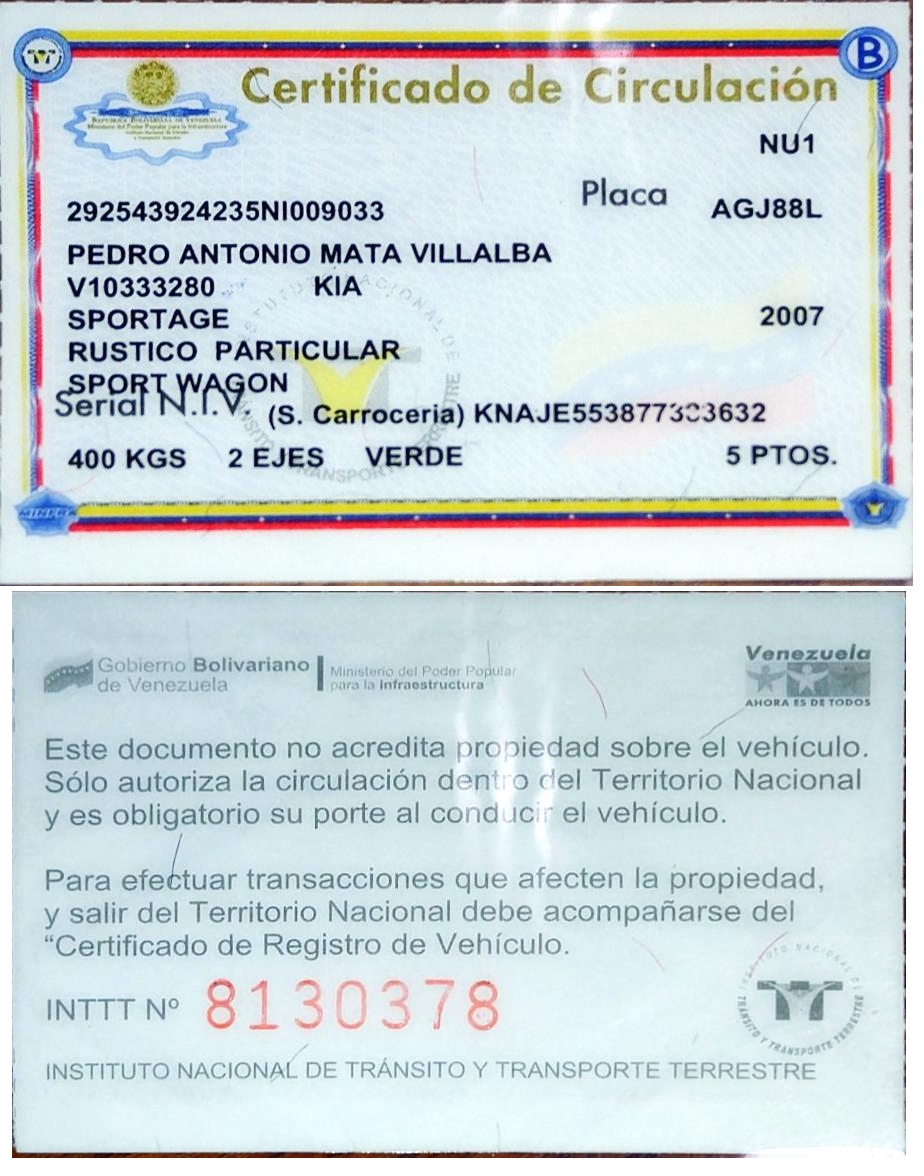 B
Certificado de Circulación
REPUBLICA BOLIVARIANA DE VENEZUELA
Ministerio del Poder Popular para la Infraestructura
Instituto Nacional de Tránsito
y Transporte Terrestre
NU1
292543924235NI009033
Placa AGJ88L
PEDRO ANTONIO MATA VILLALBA
V10333280 KIA
SPORTAGE 2007
RUSTICO PARTICULAR
SPORT WAGON
Serial N.I.V. (S. Carroceria)
400 KGS 2 EJES VERDE 5 PTOS.
INSTITUTO NACIONAL DE TRÁNSITO Y TRANSPORTE TERRESTRE
MINFRA
Gobierno Bolivariano
de Venezuela
Ministerio del Poder Popular
para la Infraestructura
Venezuela
AHORA ES DE TODOS
Este documento no acredita propiedad sobre el vehículo.
Sólo autoriza la circulación dentro del Territorio Nacional
y es obligatorio su porte al conducir el vehículo.
Para efectuar transacciones que afecten la propiedad,
y salir del Territorio Nacional debe acompañarse del
“Certificado de Registro de Vehículo.
INTTT Nº 8130378
INSTITUTO NACIONAL DE TRÁNSITO Y TRANSPORTE TERRESTRE
INSTITUTO NACIONAL DE TRÁNSITO Y TRANSPORTE TERRESTRE